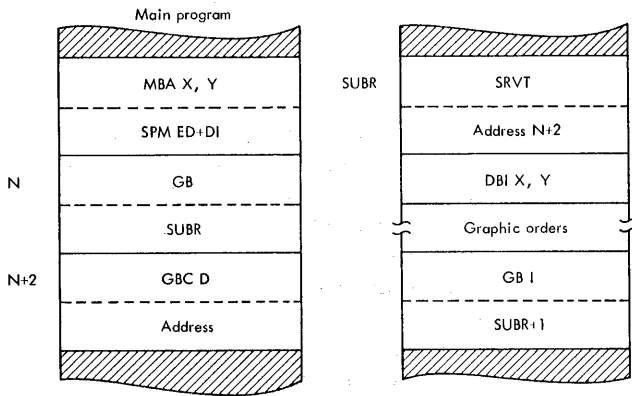 Main program
MBA X, Y
SPM ED+DI
N
GB
SUBR
N+2
GBC D
Address
SUBR
SRVT
Address N+2
DBI X, Y
Graphic orders
GB I
SUBR+1